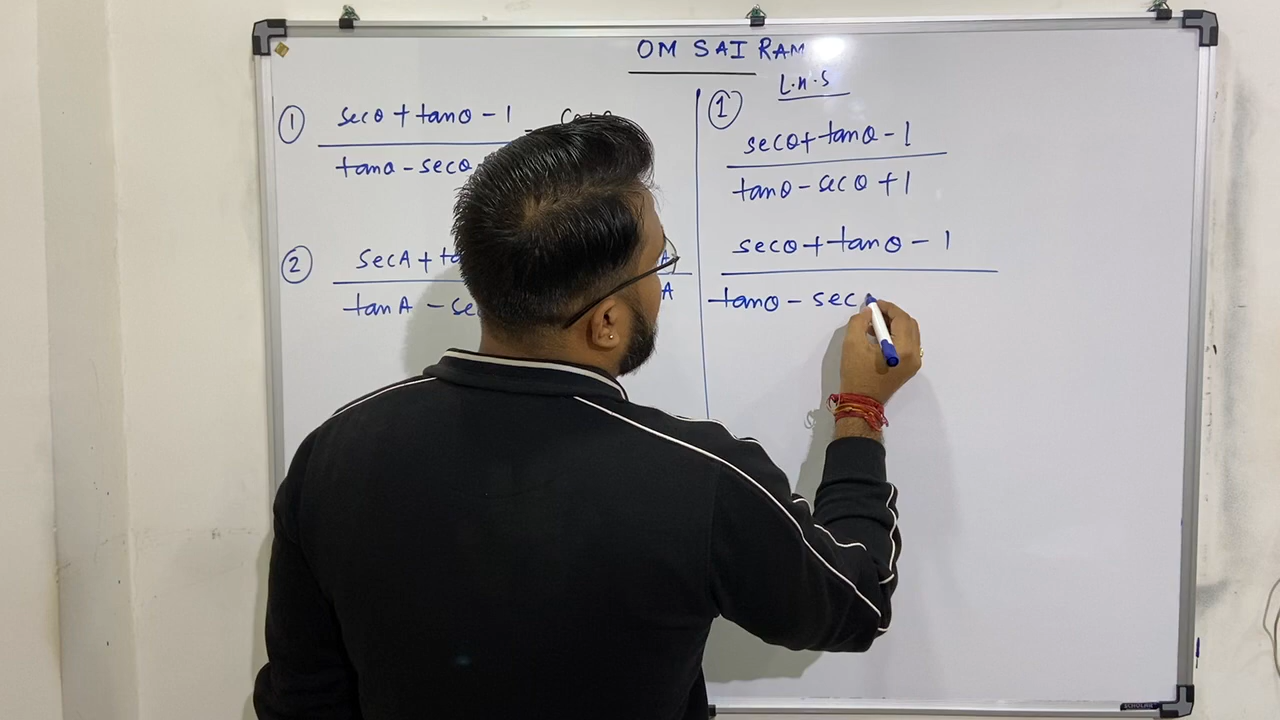 OM SAI RAM
① secθ + tanθ - 1
tanθ - secθ
② secA + ta
tanA - se
A
A
① L.H.S
secθ + tanθ - 1
tanθ - secθ + 1
secθ + tanθ - 1
tanθ - sec
SCHOLAR